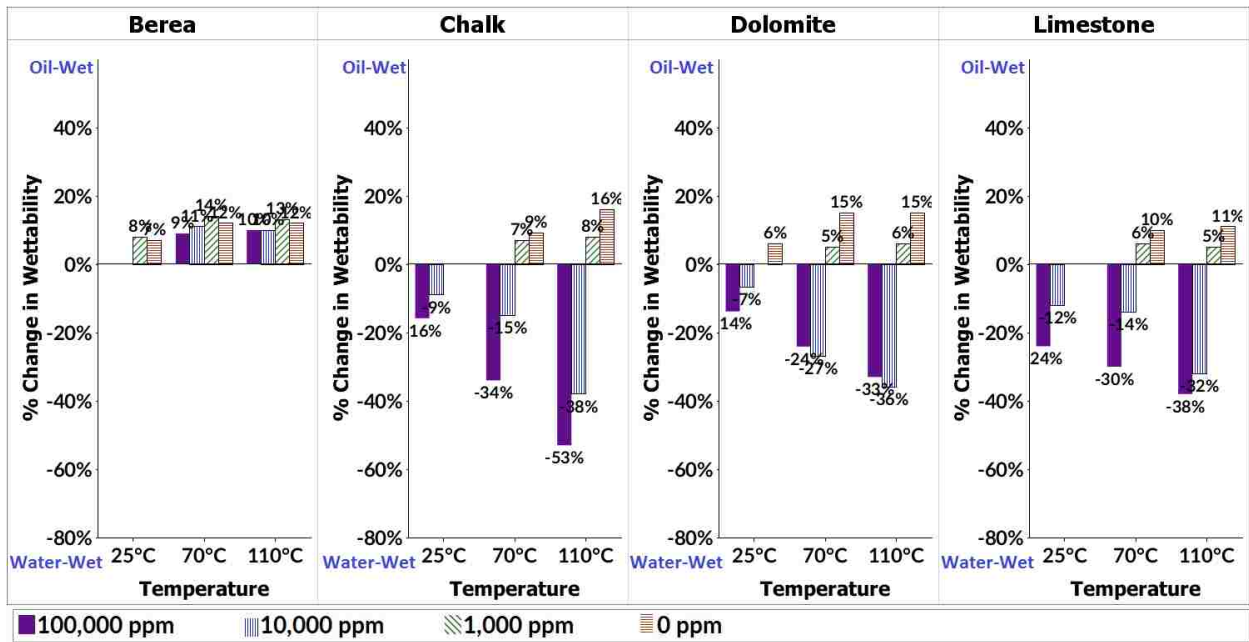 Berea Chalk Dolomite Limestone
Oil-Wet Oil-Wet Oil-Wet Oil-Wet
% Change in Wettability
40%
20%
0%
-20%
-40%
-60%
-80%
8% 7% 9% 11% 14% 12% 10% 10% 13% 12%
Water-Wet
25°C 70°C 110°C
Temperature
% Change in Wettability
40%
20%
0%
-20%
-40%
-60%
-80%
16% -9% -34% -15% 7% 9% -53% -38% 8% 16%
Water-Wet
25°C 70°C 110°C
Temperature
% Change in Wettability
40%
20%
0%
-20%
-40%
-60%
-80%
14% -7% 6% -24% -27% 5% 15% -33% -36% 6% 15%
Water-Wet
25°C 70°C 110°C
Temperature
% Change in Wettability
40%
20%
0%
-20%
-40%
-60%
-80%
24% -12% -30% -14% 6% 10% -38% -32% 5% 11%
Water-Wet
25°C 70°C 110°C
Temperature
100,000 ppm 10,000 ppm 1,000 ppm 0 ppm